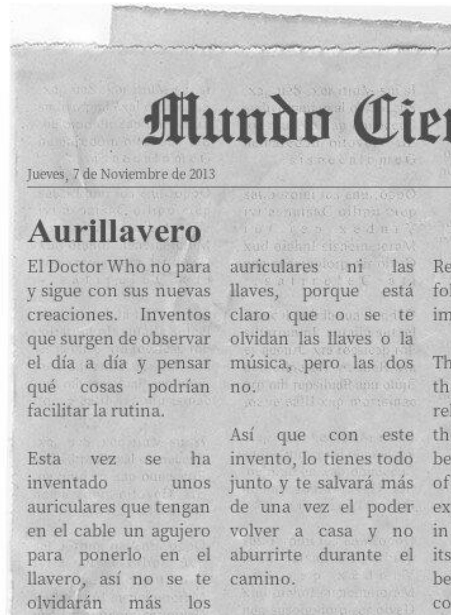 Mundo
Jueves, 7 de Noviembre de 2013
Aurillavero
El Doctor Who no para
y sigue con sus nuevas
creaciones. Inventos
que surgen de observar
el día a día y pensar
qué cosas podrían
facilitar la rutina.
Esta vez se ha
inventado unos
auriculares que tengan
en el cable un agujero
para ponerlo en el
llavero, así no se te
olvidarán más los
auriculares ni las
llaves, porque está
claro que o se te
olvidan las llaves o la
música, pero las dos
no.
Así que con este
invento, lo tienes todo
junto y te salvará más
de una vez el poder
volver a casa y no
aburrirte durante el
camino.